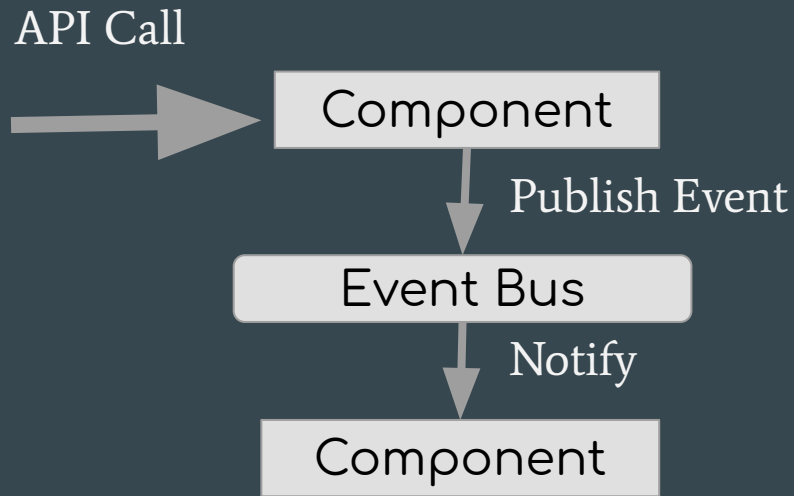 API Call
Component
Publish Event
Event Bus
Notify
Component